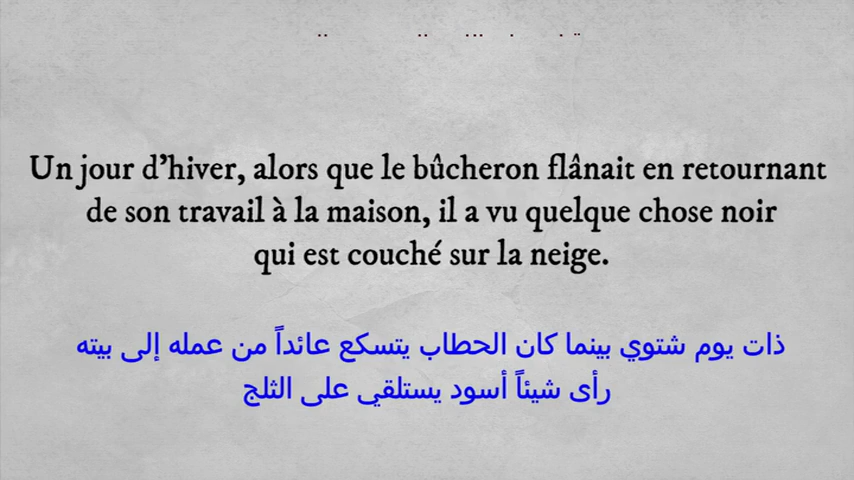 Un jour d'hiver, alors que le bûcheron flânait en retournant
de son travail à la maison, il a vu quelque chose noir
qui est couché sur la neige.
ذات يوم شتوي بينما كان الحطاب يتسكع عائداً من عمله إلى بيته
رأى شيئاً أسود يستلقي على الثلج